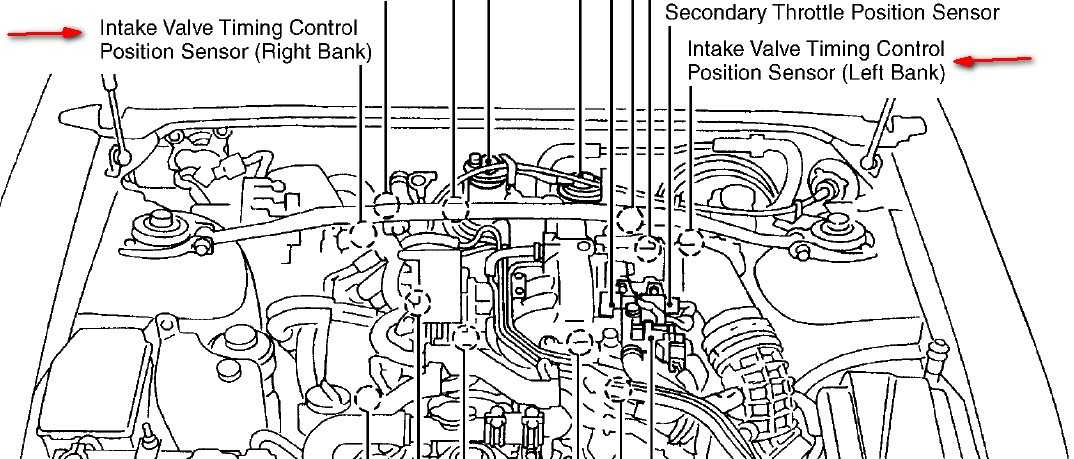 Intake Valve Timing Control
Position Sensor (Right Bank)
Secondary Throttle Position Sensor
Intake Valve Timing Control
Position Sensor (Left Bank)